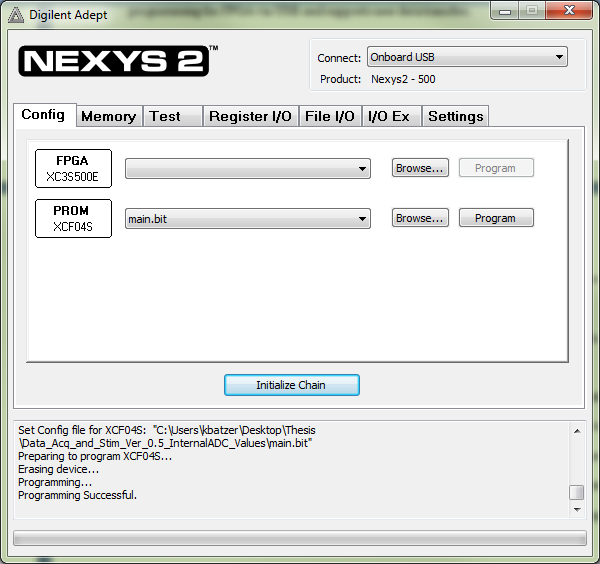 Digilent Adept
NEXYS 2™
Connect: Onboard USB
Product: Nexys2 - 500
Config Memory Test Register I/O File I/O I/O Ex Settings
FPGA
XC3S500E
Browse... Program
PROM
XCF04S
main.bit Browse... Program
Initialize Chain
Set Config file for XCF04S: "C:\Users\kbatzer\Desktop\Thesis
\Data_Acq_and_Stim_Ver_0.5_InternalADC_Values\main.bit"
Preparing to program XCF04S...
Erasing device...
Programming...
Programming Successful.